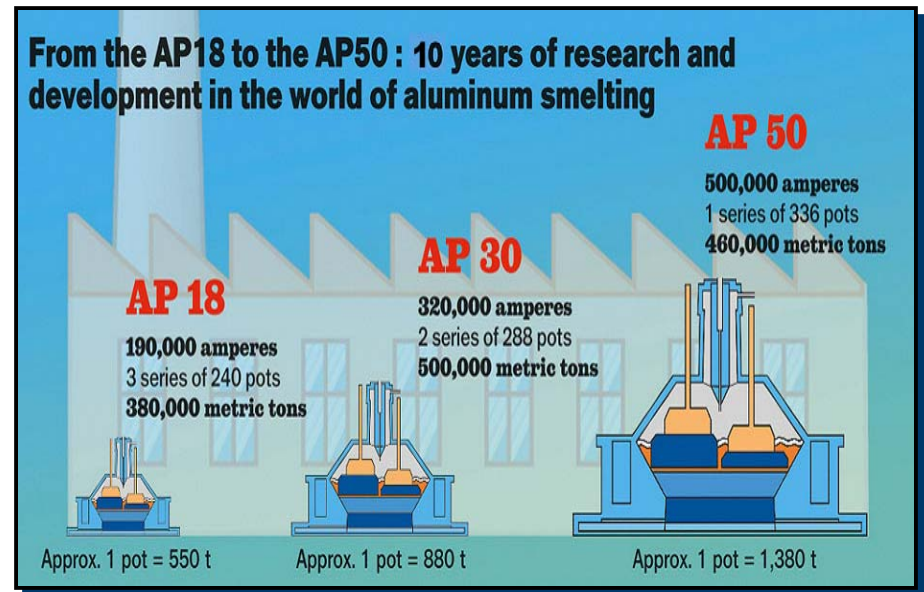 From the AP18 to the AP50 : 10 years of research and
development in the world of aluminum smelting
AP 50
500,000 amperes
1 series of 336 pots
460,000 metric tons
AP 30
320,000 amperes
2 series of 288 pots
500,000 metric tons
AP 18
190,000 amperes
3 series of 240 pots
380,000 metric tons
Approx. 1 pot = 550 t
Approx. 1 pot = 880 t
Approx. 1 pot = 1,380 t